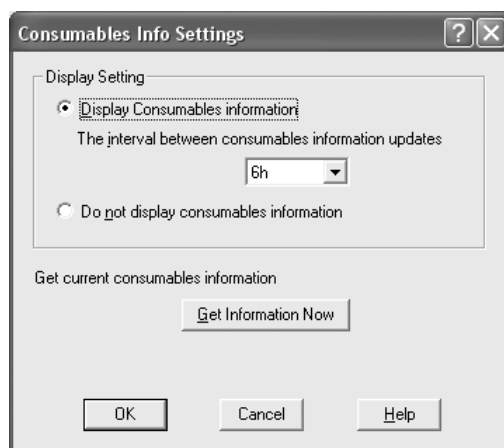 Consumables Info Settings
Display Setting
Display Consumables information
The interval between consumables information updates
6h
Do not display consumables information
Get current consumables information
Get Information Now
OK Cancel Help